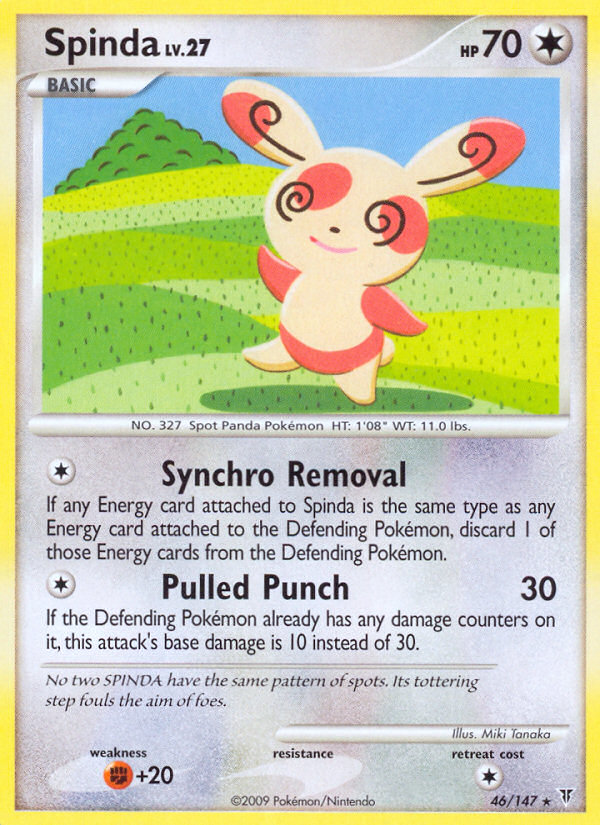 Spinda LV.27 HP 70
BASIC
NO. 327 Spot Panda Pokémon HT: 1'08" WT: 11.0 lbs.
Synchro Removal
If any Energy card attached to Spinda is the same type as any
Energy card attached to the Defending Pokémon, discard 1 of
those Energy cards from the Defending Pokémon.
Pulled Punch 30
If the Defending Pokémon already has any damage counters on
it, this attack's base damage is 10 instead of 30.
No two SPINDA have the same pattern of spots. Its tottering
step fouls the aim of foes.
Illus. Miki Tanaka
weakness resistance retreat cost
+20
©2009 Pokémon/Nintendo 46/147 ★